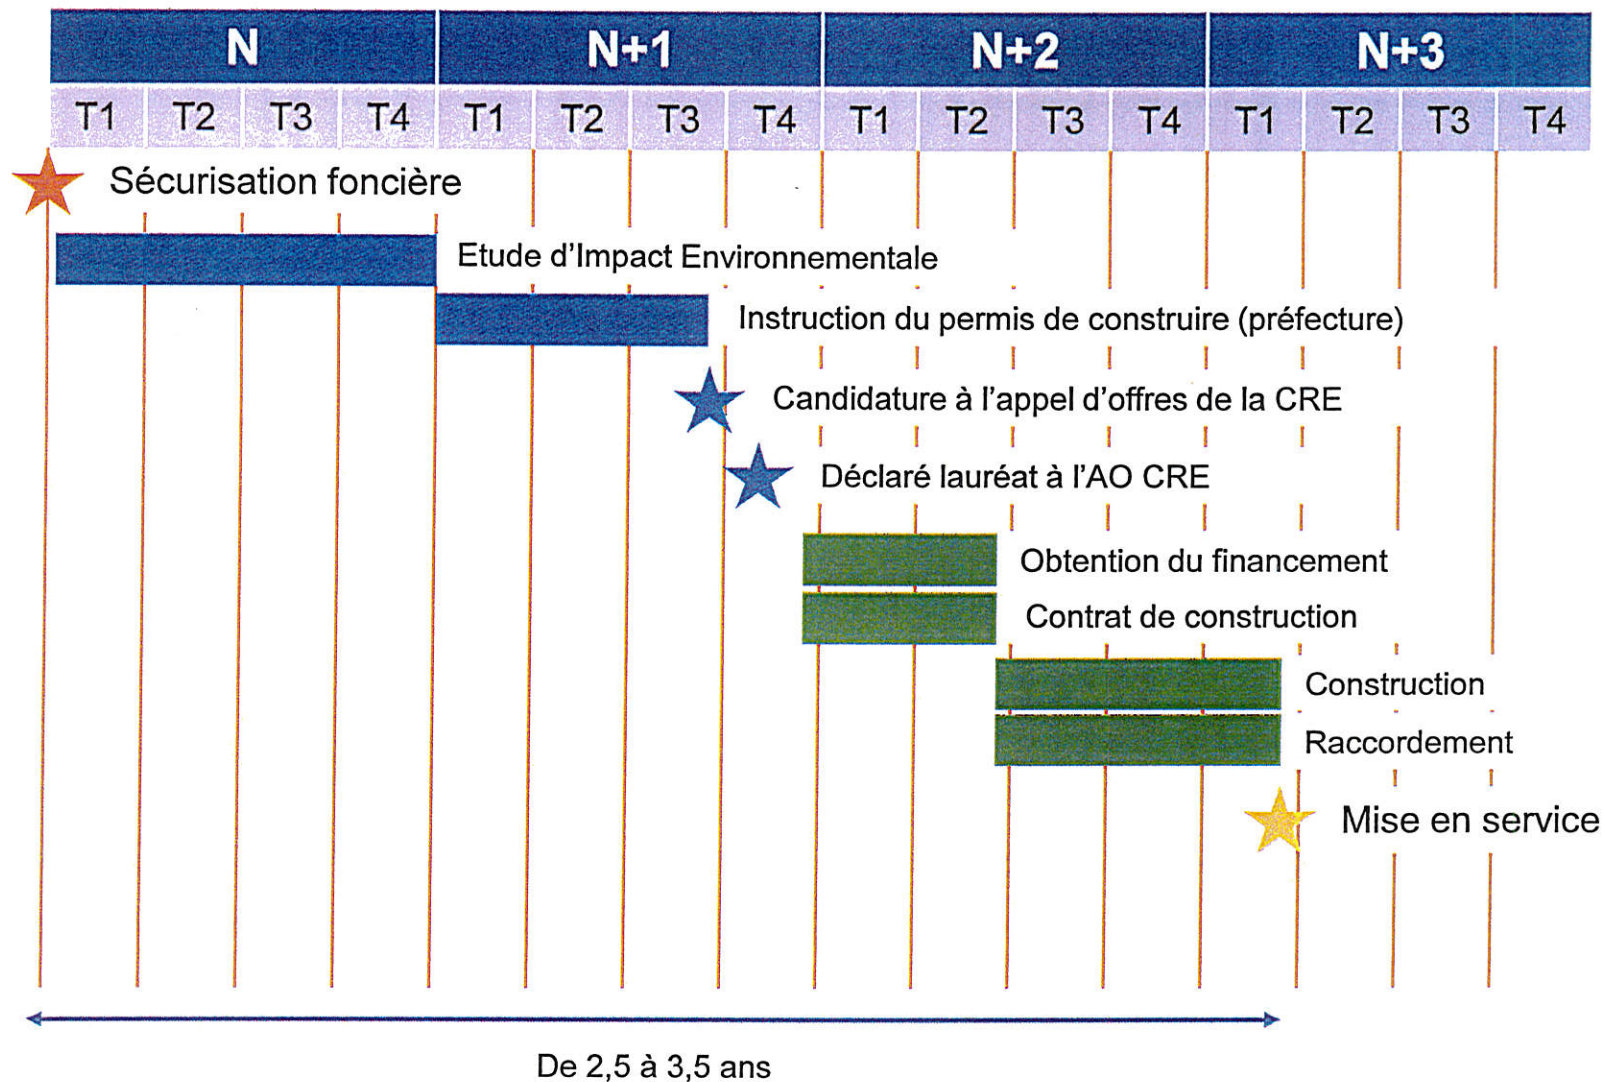 N N+1 N+2 N+3
T1 T2 T3 T4 T1 T2 T3 T4 T1 T2 T3 T4 T1 T2 T3 T4
Sécurisation foncière
Etude d'Impact Environnementale
Instruction du permis de construire (préfecture)
Candidature à l'appel d'offres de la CRE
Déclaré lauréat à l'AO CRE
Obtention du financement
Contrat de construction
Construction
Raccordement
Mise en service
De 2,5 à 3,5 ans